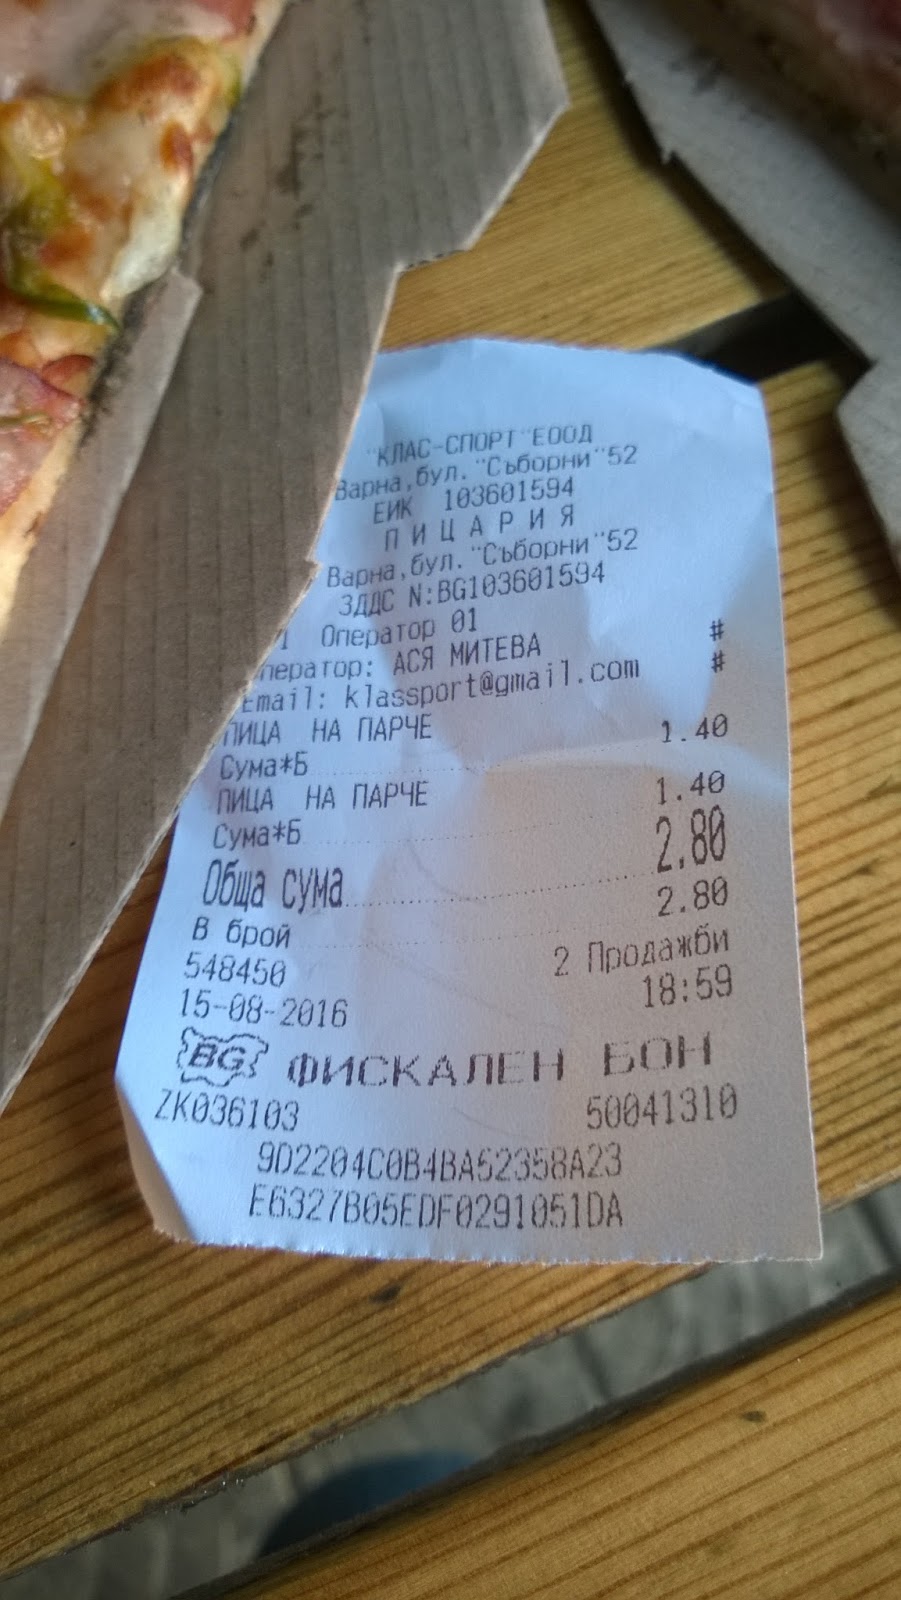 "КЛАС-СПОРТ"ЕООД
Варна,бул."Съборни"52
ЕИК 103601594
ПИЦАРИЯ
Варна,бул."Съборни"52
ЗДДС N:BG103601594
Оператор 01 #
ператор: АСЯ МИТЕВА #
Email: klassport@gmail.com
ПИЦА НА ПАРЧЕ
Сума*Б 1.40
ПИЦА НА ПАРЧЕ
Сума*Б 1.40
Обща сума 2.80
В брой 2.80
548450 2 Продажби
15-08-2016 18:59
BG ФИСКАЛЕН БОН
ZK036103 50041310
9D2204C0B4BA52358A23
E6327B05EDF0291051DA